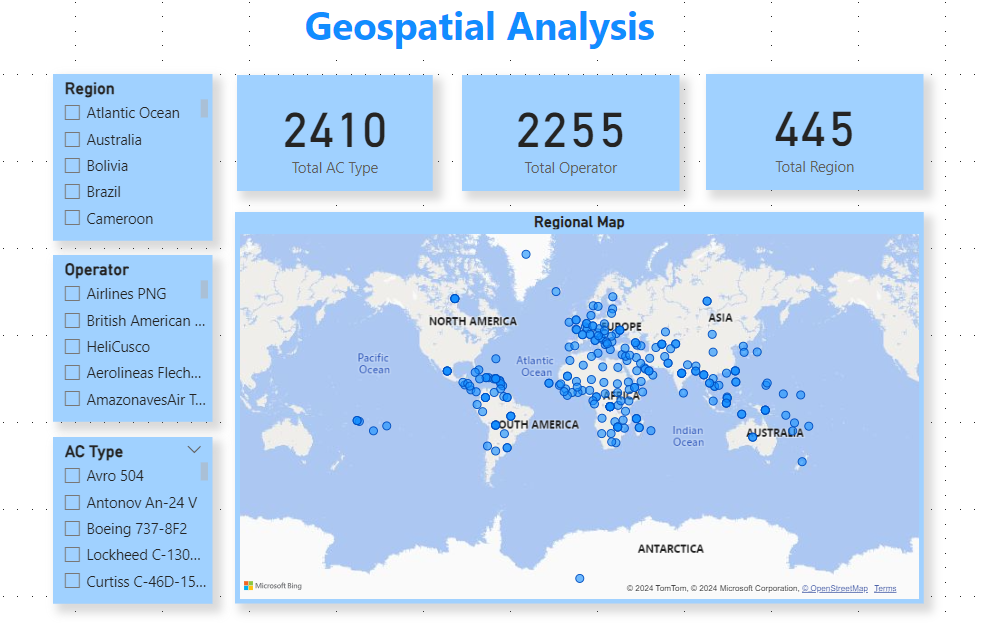 Geospatial Analysis
Region
Atlantic Ocean
Australia
Bolivia
Brazil
Cameroon
2410
Total AC Type
2255
Total Operator
445
Total Region
Operator
Airlines PNG
British American ...
HeliCusco
Aerolineas Flech...
AmazonavesAir T...
AC Type
Avro 504
Antonov An-24 V
Boeing 737-8F2
Lockheed C-130...
Curtiss C-46D-15...
Regional Map
NORTH AMERICA
EUROPE
ASIA
Pacific
Ocean
Atlantic
Ocean
AFRICA
SOUTH AMERICA
Indian
Ocean
AUSTRALIA
ANTARCTICA
Microsoft Bing
© 2024 TomTom, © 2024 Microsoft Corporation, © OpenStreetMap Terms